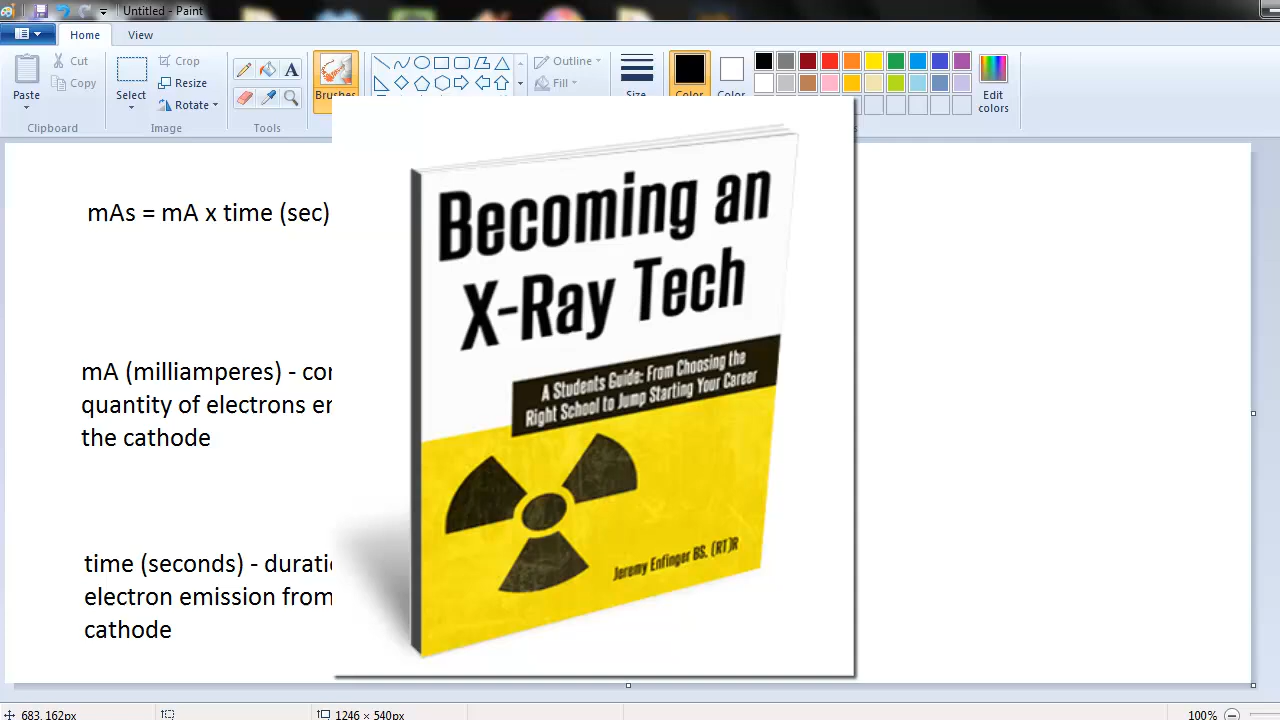 Untitled - Paint
Home
View
Paste
Cut
Copy
Clipboard
Select
Crop
Resize
Rotate
Image
Tools
Brushes
Outline
Fill
Size
Color
Color
Edit
colors
mAs = mA x time (sec)
mA (milliamperes) - con
quantity of electrons
the cathode
time (seconds) -
electron emission from
cathode
Becoming an
X-Ray Tech
A Students Guide: From Choosing the
Right School to Jump Starting Your Career
Jeremy Enfinger BS. (RT)R
683, 162px
1246 × 540px
100%